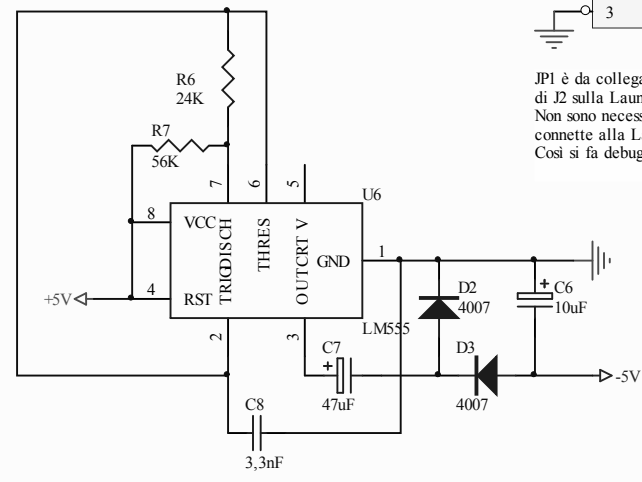 3
JP1 è da collega
di J2 sulla Laun
Non sono necess
connette alla L
Così si fa debug
R6
24K
R7
56K
7
6
5
U6
8
VCC
TRIG
DISCH
THRES
CRT V
OUT
GND
1
+5V
4
RST
2
3
LM555
D2
4007
C6
+
10uF
C7
+
47uF
D3
4007
-5V
C8
3,3nF